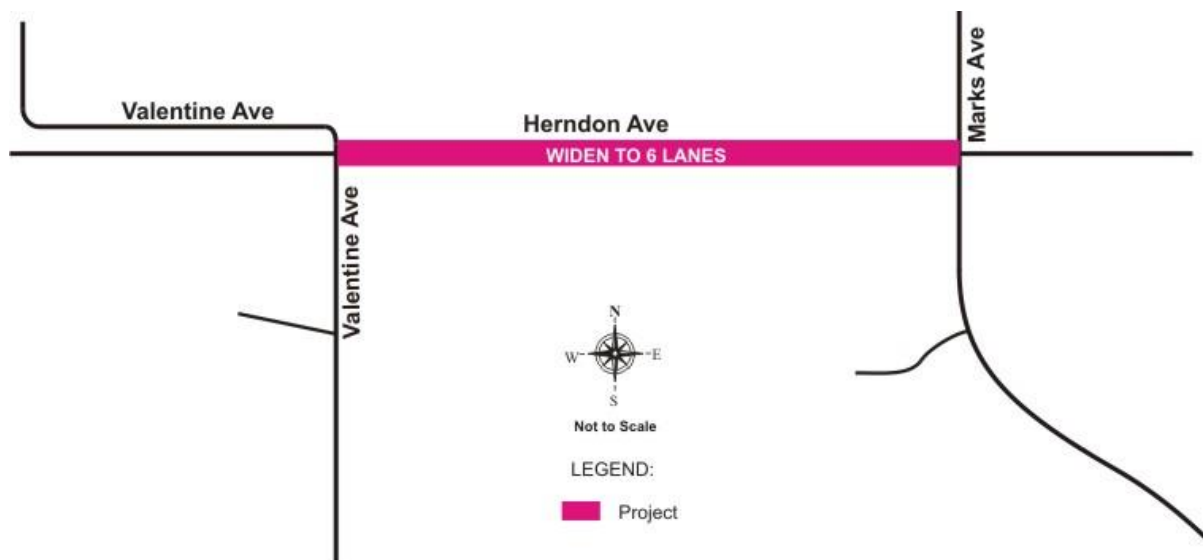 Marks Ave
Valentine Ave
Herndon Ave
WIDEN TO 6 LANES
Valentine Ave
N
W
E
S
Not to Scale
LEGEND:
Project